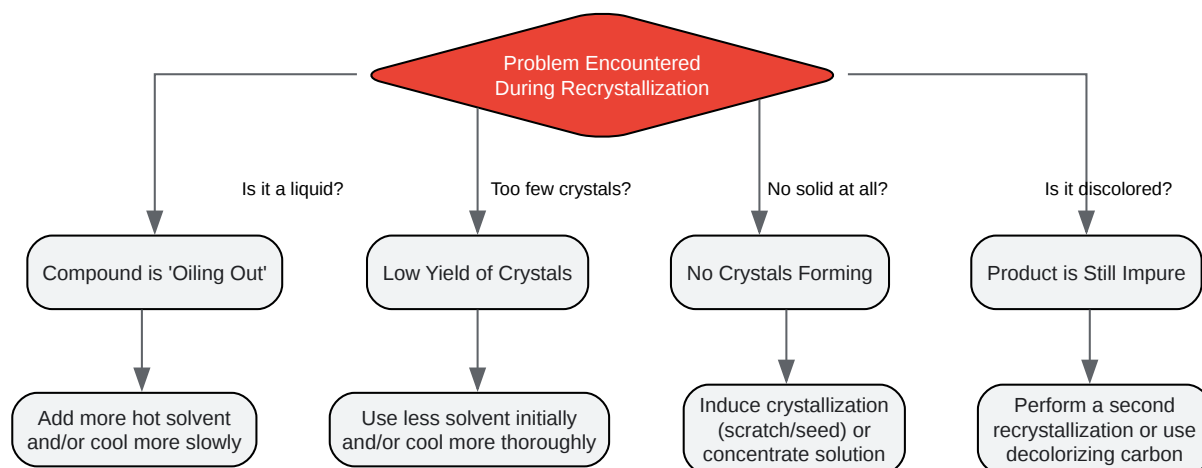 Problem Encountered
During Recrystallization
Is it a liquid?
Too few crystals?
No solid at all?
Is it discolored?
Compound is 'Oiling Out'
Low Yield of Crystals
No Crystals Forming
Product is Still Impure
Add more hot solvent
and/or cool more slowly
Use less solvent initially
and/or cool more thoroughly
Induce crystallization
(scratch/seed) or
concentrate solution
Perform a second
recrystallization or use
decolorizing carbon